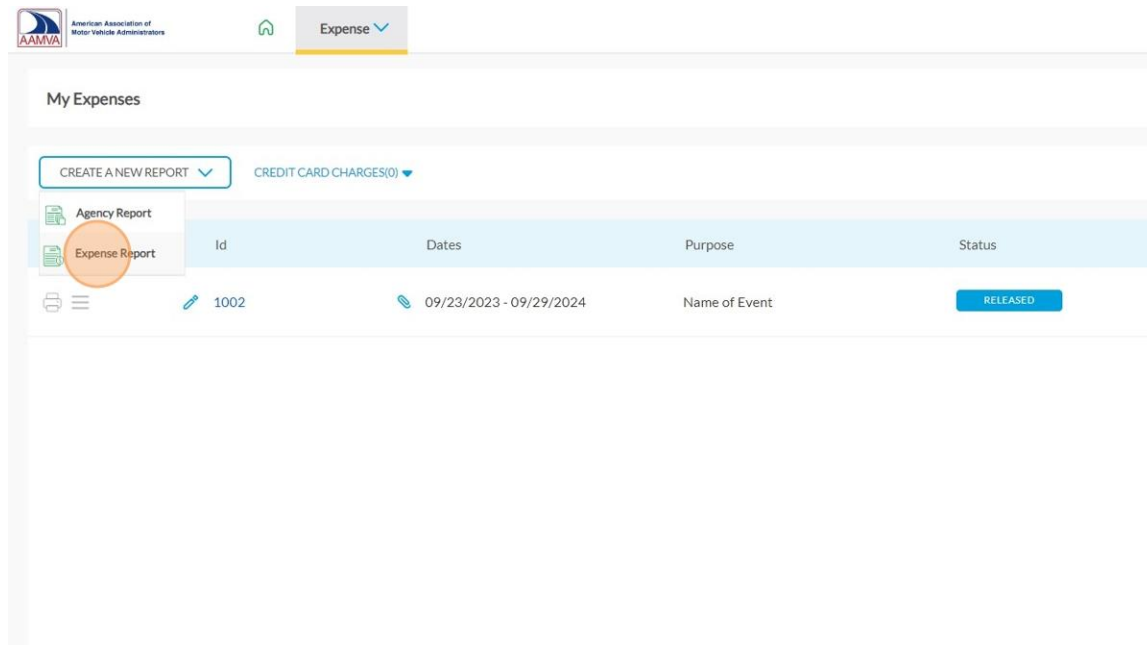 AAMVA
American Association of
Motor Vehicle Administrators
Expense
My Expenses
CREATE A NEW REPORT
CREDIT CARD CHARGES(0)
Agency Report
Expense Report
Id Dates Purpose Status
1002 09/23/2023 - 09/29/2024 Name of Event RELEASED